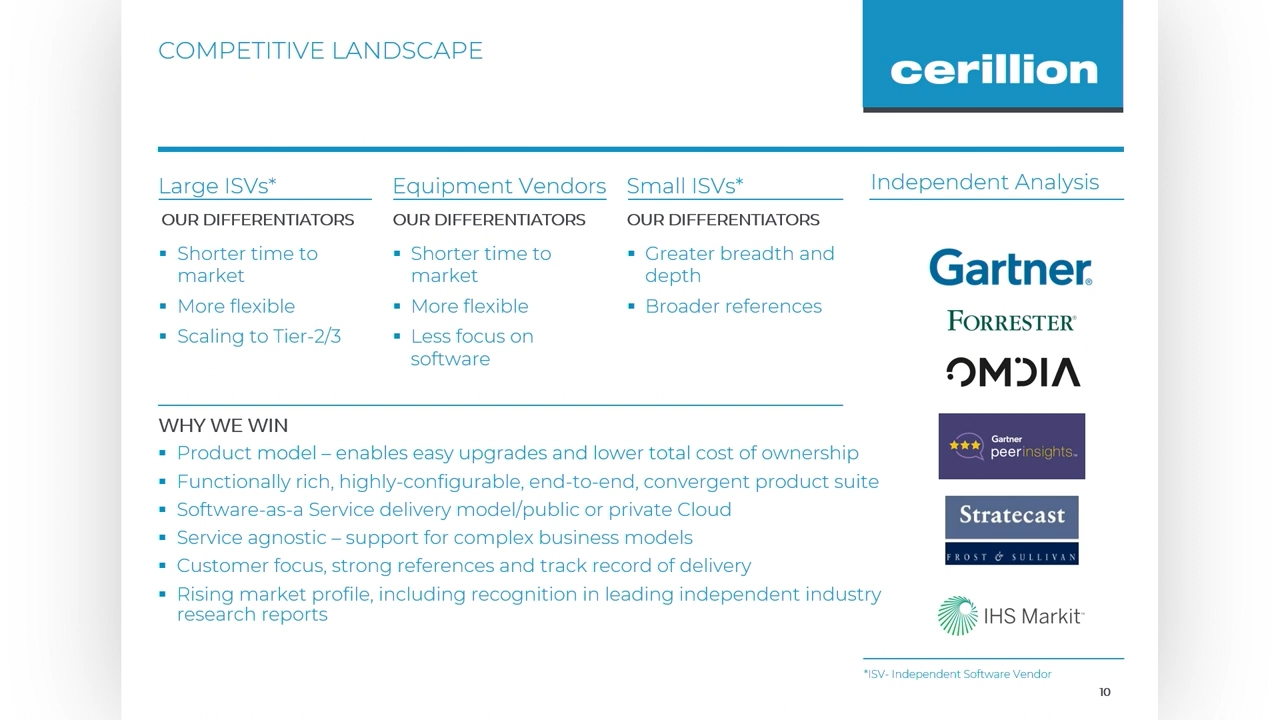 COMPETITIVE LANDSCAPE
cerillion
Large ISVs*
OUR DIFFERENTIATORS
▪ Shorter time to
market
▪ More flexible
▪ Scaling to Tier-2/3
Equipment Vendors
OUR DIFFERENTIATORS
▪ Shorter time to
market
▪ More flexible
▪ Less focus on
software
Small ISVs*
OUR DIFFERENTIATORS
▪ Greater breadth and
depth
▪ Broader references
WHY WE WIN
▪ Product model – enables easy upgrades and lower total cost of ownership
▪ Functionally rich, highly-configurable, end-to-end, convergent product suite
▪ Software-as-a Service delivery model/public or private Cloud
▪ Service agnostic – support for complex business models
▪ Customer focus, strong references and track record of delivery
▪ Rising market profile, including recognition in leading independent industry
research reports
Independent Analysis
Gartner®
FORRESTER®
OMDIA
Gartner
peerinsights™
Stratecast
FROST & SULLIVAN
IHS Markit™
*ISV- Independent Software Vendor
10